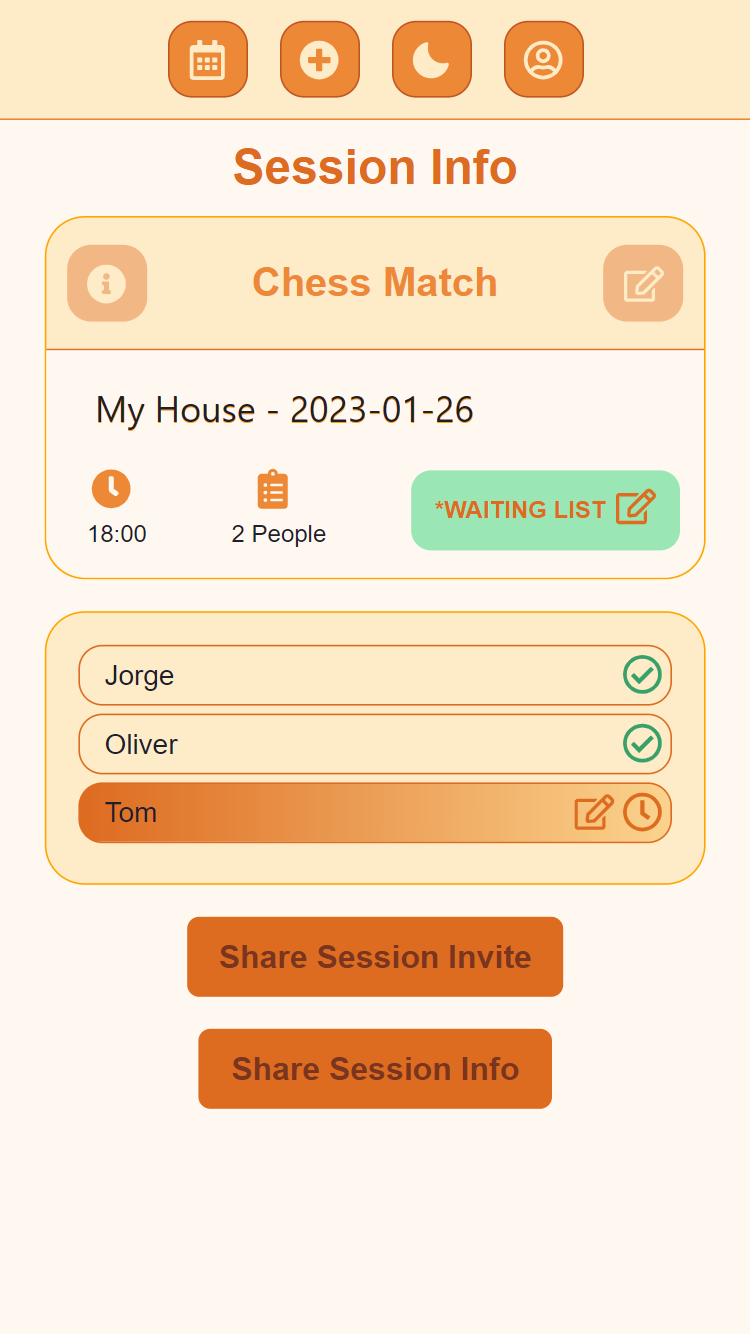 Session Info
Chess Match
My House - 2023-01-26
18:00
2 People
*WAITING LIST
Jorge
Oliver
Tom
Share Session Invite
Share Session Info